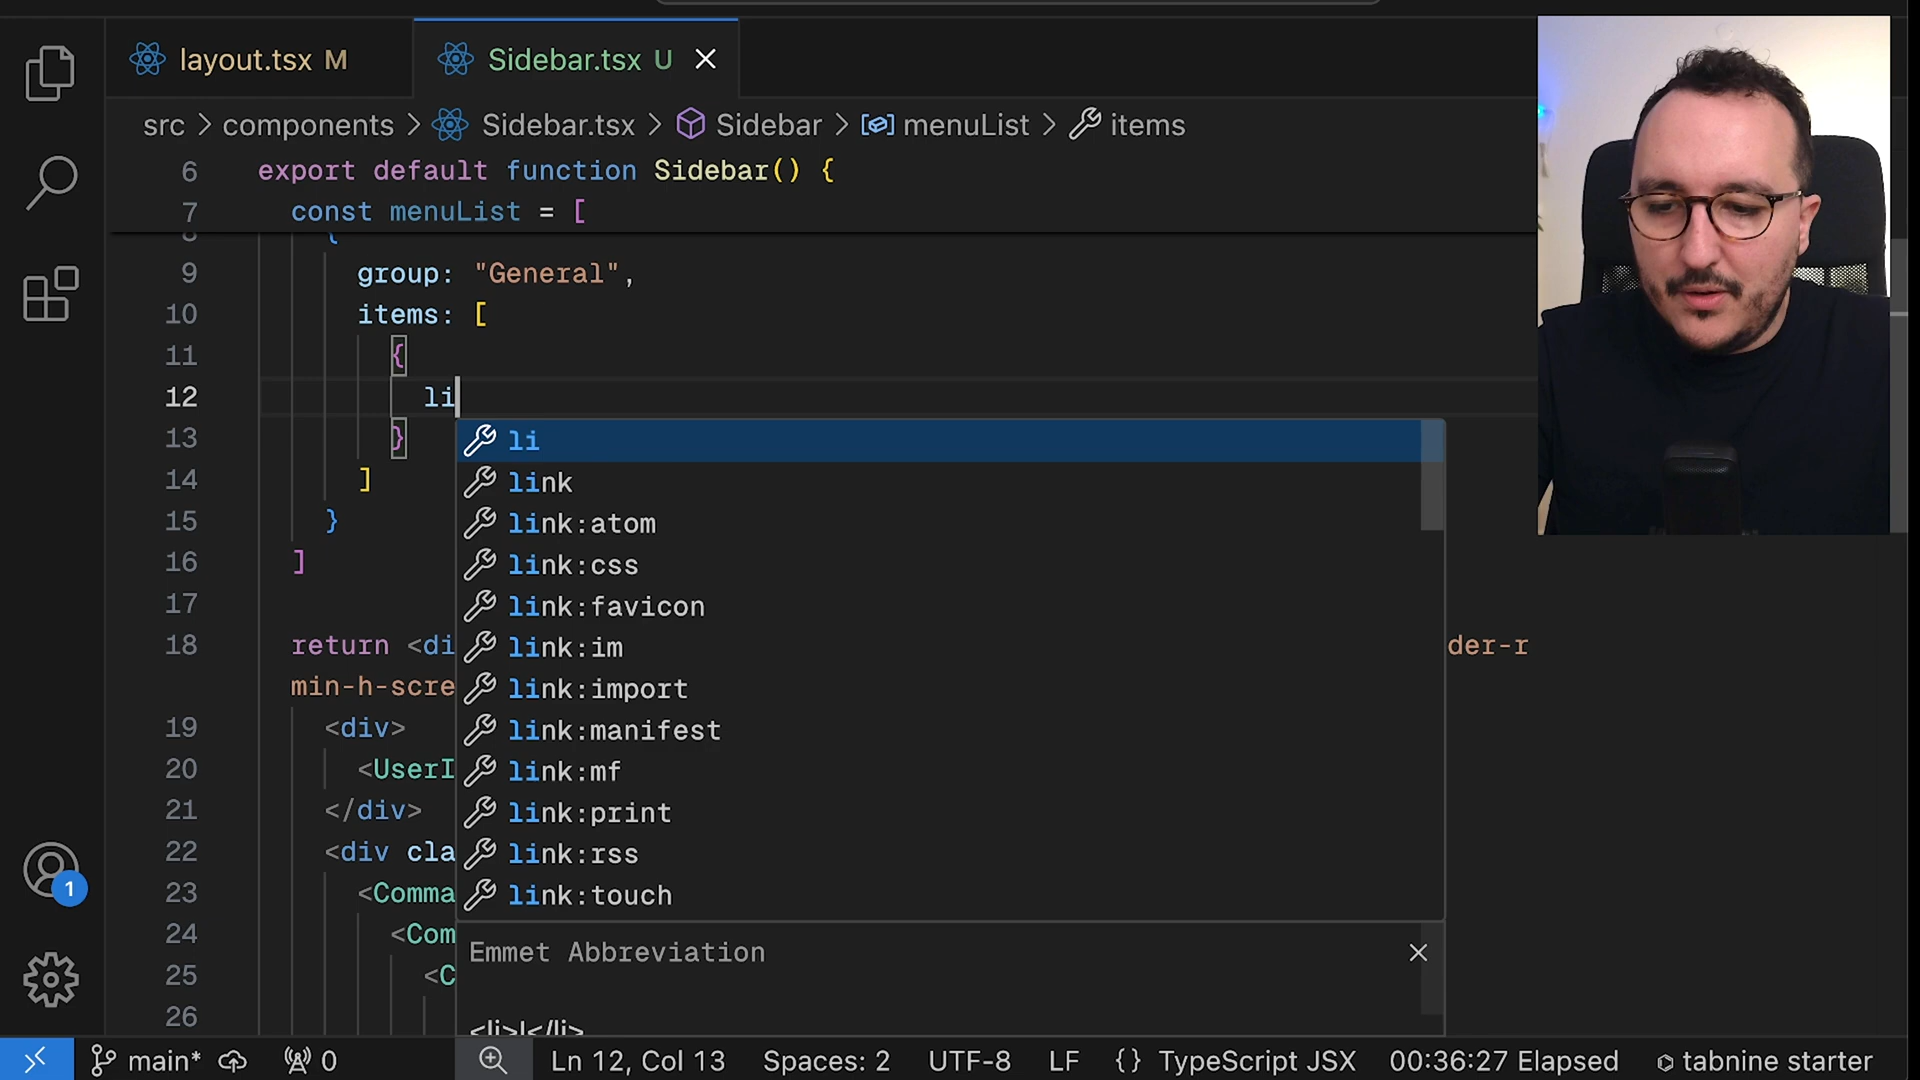 layout.tsx M
Sidebar.tsx U
src > components > Sidebar.tsx > Sidebar > menuList > items
6 export default function Sidebar() {
7 const menuList = [
8 {
9 group: "General",
10 items: [
11 {
12 li
13 }
14 ]
15 }
16 ]
17
18 return <di der-r
min-h-scre
19 <div>
20 <UserI
21 </div>
22 <div cla
23 <Comma
24 <Com
25 <C
26
li
link
link:atom
link:css
link:favicon
link:im
link:import
link:manifest
link:mf
link:print
link:rss
link:touch
Emmet Abbreviation
<li>|</li>
1
main* 0 Ln 12, Col 13 Spaces: 2 UTF-8 LF {} TypeScript JSX 00:36:27 Elapsed tabnine starter